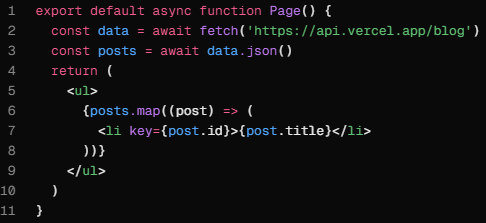 1 export default async function Page() {
2   const data = await fetch('https://api.vercel.app/blog')
3   const posts = await data.json()
4   return (
5     <ul>
6       {posts.map((post) => (
7         <li key={post.id}>{post.title}</li>
8       ))}
9     </ul>
10   )
11 }